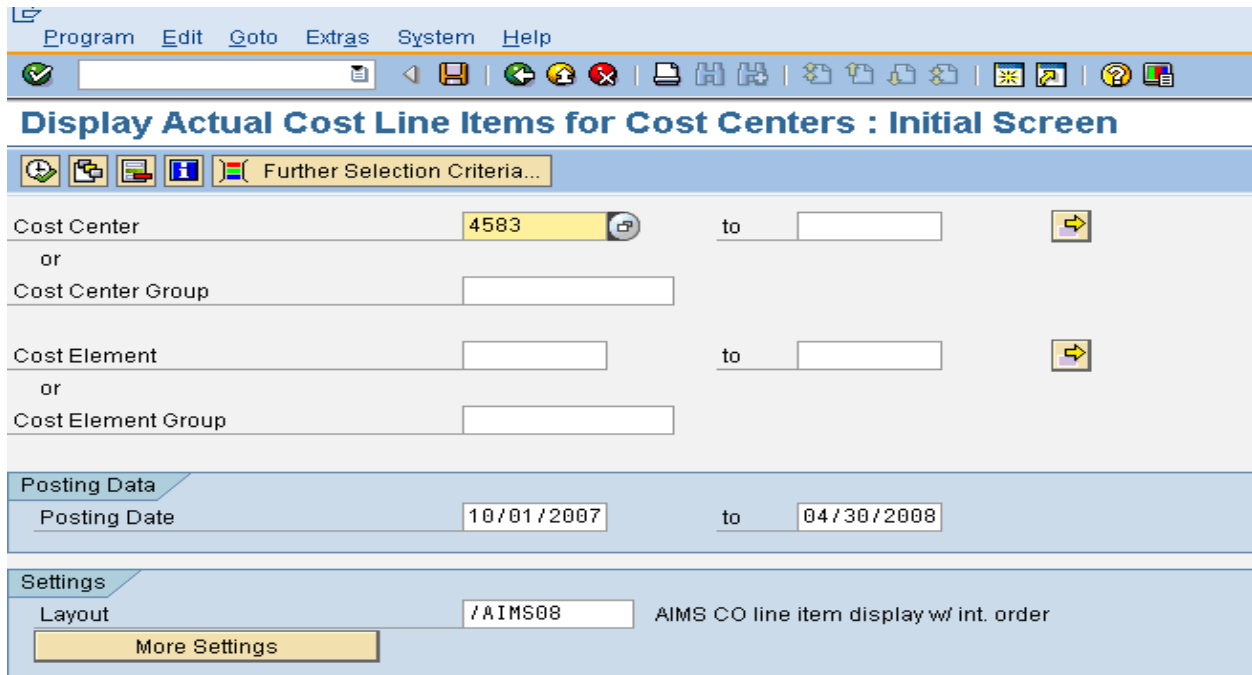 Program Edit Goto Extras System Help
Display Actual Cost Line Items for Cost Centers : Initial Screen
Further Selection Criteria...
Cost Center 4583 to
or
Cost Center Group
Cost Element to
or
Cost Element Group
Posting Data
Posting Date 10/01/2007 to 04/30/2008
Settings
Layout /AIMS08 AIMS CO line item display w/ int. order
More Settings